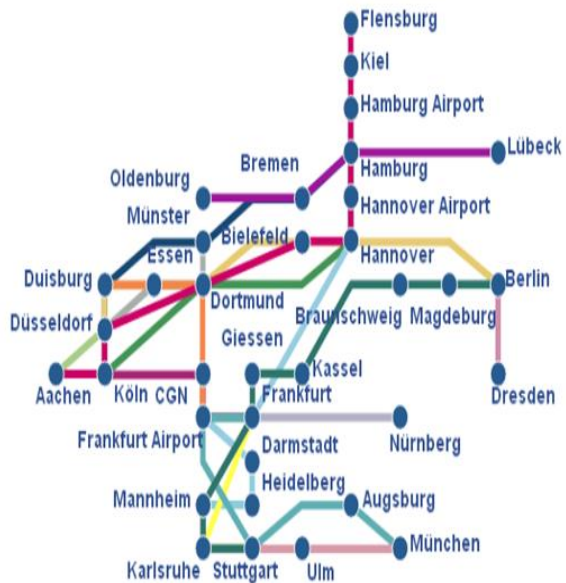 Flensburg
Kiel
Hamburg Airport
Lübeck
Bremen
Hamburg
Oldenburg
Hannover Airport
Münster
Bielefeld
Essen
Hannover
Duisburg
Berlin
Dortmund
Düsseldorf
Braunschweig
Magdeburg
Giessen
Kassel
Aachen
Köln
CGN
Frankfurt
Dresden
Frankfurt Airport
Darmstadt
Nürnberg
Heidelberg
Mannheim
Augsburg
München
Karlsruhe
Stuttgart
Ulm